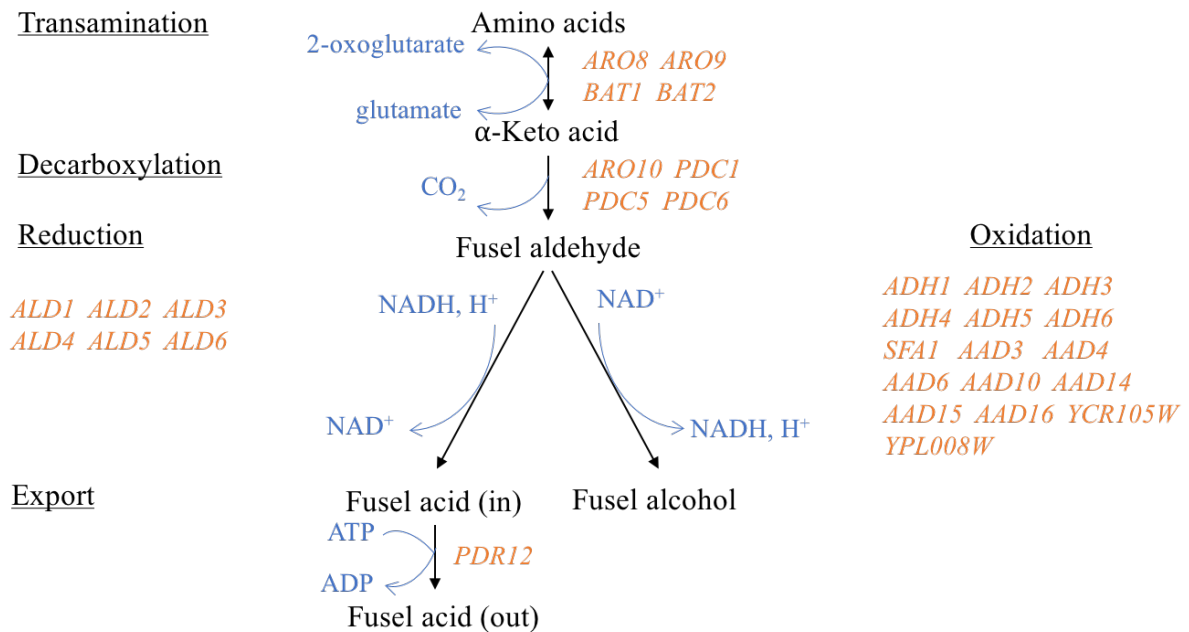 Transamination
Amino acids
2-oxoglutarate
ARO8 ARO9
BAT1 BAT2
glutamate
α-Keto acid
Decarboxylation
ARO10 PDC1
PDC5 PDC6
CO₂
Reduction
Fusel aldehyde
Oxidation
ALD1 ALD2 ALD3
ALD4 ALD5 ALD6
NADH, H⁺
NAD⁺
ADH1 ADH2 ADH3
ADH4 ADH5 ADH6
SFA1 AAD3 AAD4
AAD6 AAD10 AAD14
AAD15 AAD16 YCR105W
YPL008W
NAD⁺
NADH, H⁺
Export
Fusel acid (in)
Fusel alcohol
ATP
PDR12
ADP
Fusel acid (out)